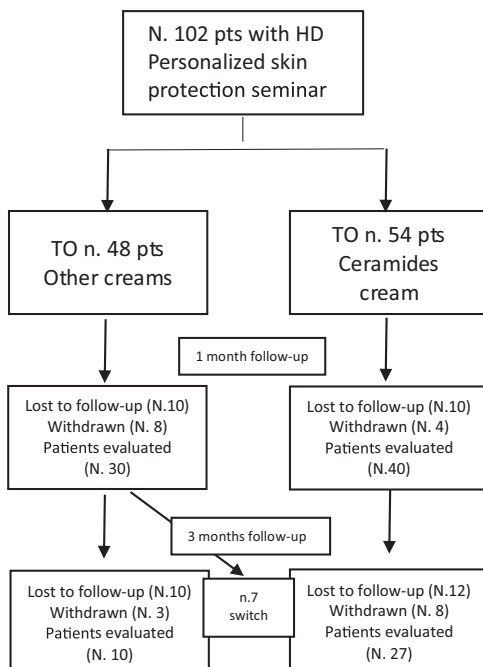 N. 102 pts with HD
Personalized skin
protection seminar
TO n. 48 pts
Other creams
TO n. 54 pts
Ceramides
cream
1 month follow-up
Lost to follow-up (N.10)
Withdrawn (N. 8)
Patients evaluated
(N. 30)
Lost to follow-up (N.10)
Withdrawn (N. 4)
Patients evaluated
(N.40)
3 months follow-up
Lost to follow-up (N.10)
Withdrawn (N. 3)
Patients evaluated
(N. 10)
n.7
switch
Lost to follow-up (N.12)
Withdrawn (N. 8)
Patients evaluated
(N. 27)